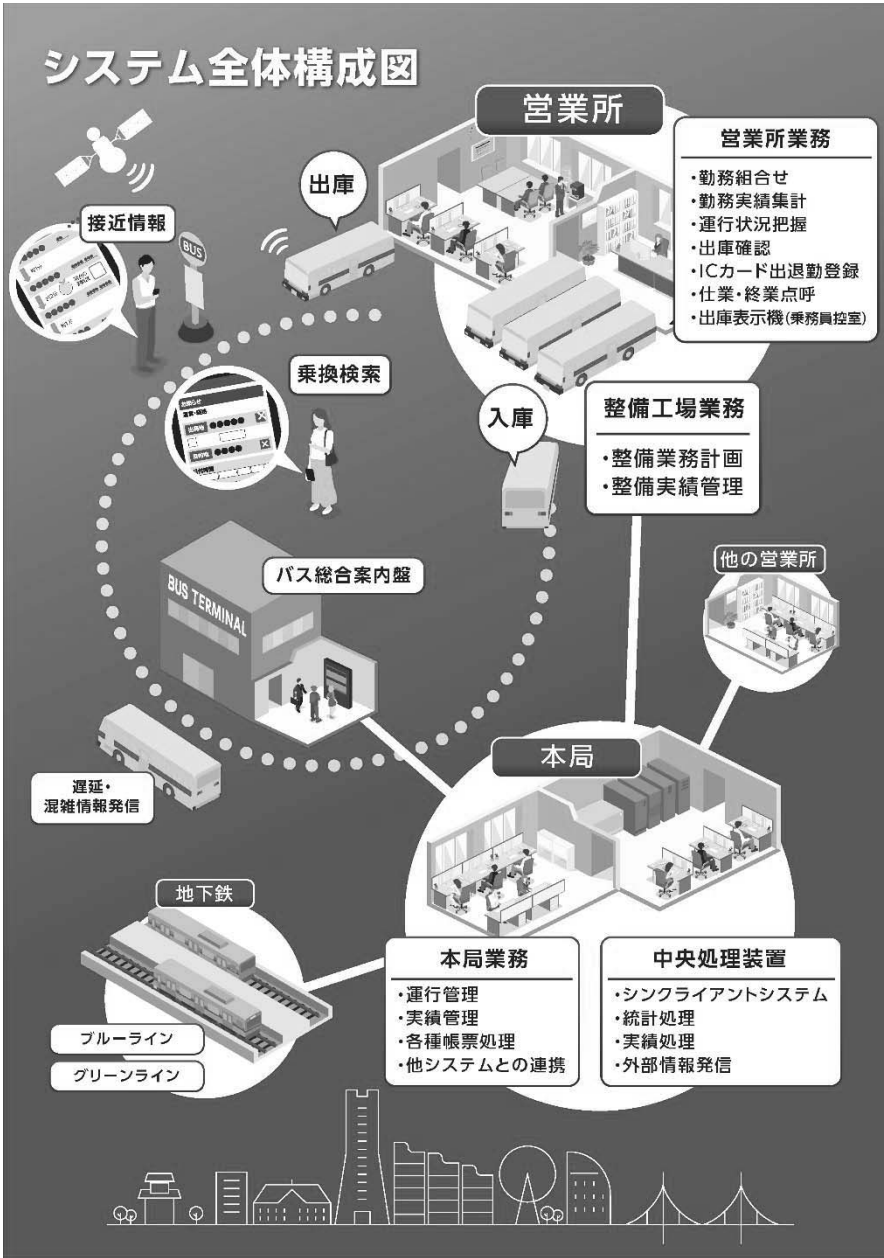 システム全体構成図
営業所
営業所業務
・勤務組合せ
・勤務実績集計
・運行状況把握
・出庫確認
・ICカード出退勤登録
・仕業・終業点呼
・出庫表示機(乗務員控室)
出庫
接近情報
BUS
乗換検索
お知らせ
出発地
入庫
整備工場業務
・整備業務計画
・整備実績管理
他の営業所
バス総合案内盤
BUS TERMINAL
本局
遅延・
混雑情報発信
地下鉄
ブルーライン
グリーンライン
本局業務
・運行管理
・実績管理
・各種帳票処理
・他システムとの連携
中央処理装置
・シンクライアントシステム
・統計処理
・実績処理
・外部情報発信